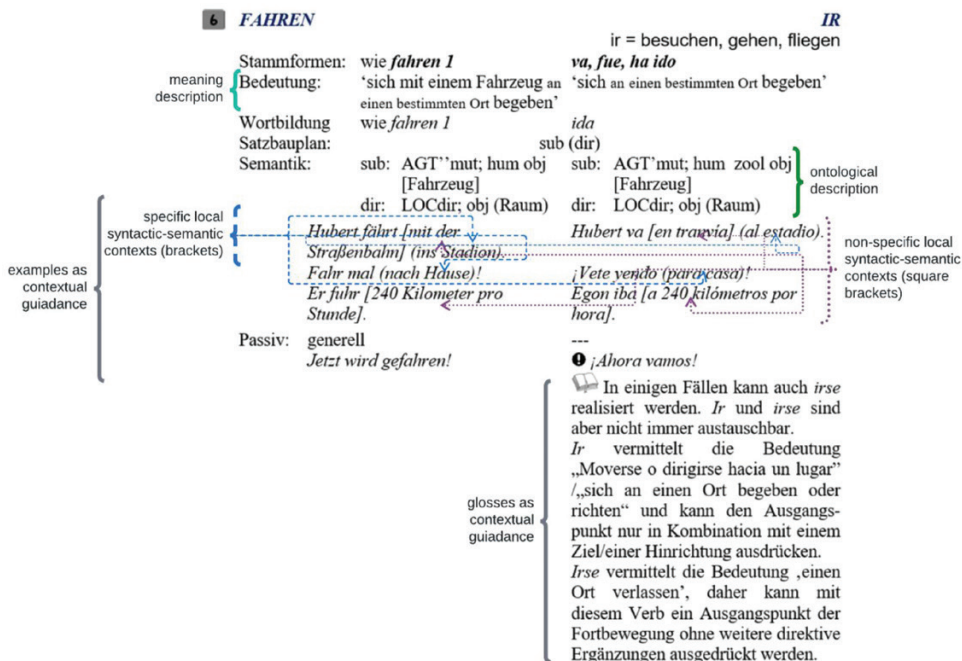 6 FAHREN IR
ir = besuchen, gehen, fliegen
Stammformen: wie fahren 1 va, fue, ha ido
meaning description
Bedeutung: ‘sich mit einem Fahrzeug an einen bestimmten Ort begeben’ ‘sich an einen bestimmten Ort begeben’
Wortbildung wie fahren 1 ida
Satzbauplan: sub (dir)
Semantik: sub: AGT’’mut; hum obj sub: AGT’mut; hum zool obj
[Fahrzeug] [Fahrzeug]
dir: LOCdir; obj (Raum) dir: LOCdir; obj (Raum)
ontological
description
examples as
contextual
guiadance
specific local
syntactic-semantic
contexts (brackets)
Hubert fährt [mit der Hubert va [en tranvia] (al estadio).
Straßenbahn] (ins Stadion).
Fahr mal (nach Hause)! ¡Vete yendo (para casa)!
Er fuhr [240 Kilometer pro Egon iba [a 240 kilómetros por
Stunde]. hora].
non-specific local
syntactic-semantic
contexts (square
brackets)
Passiv: generell ---
Jetzt wird gefahren! ¡Ahora vamos!
glosses as
contextual
guiadance
In einigen Fällen kann auch irse
realisiert werden. Ir und irse sind
aber nicht immer austauschbar.
Ir vermittelt die Bedeutung
„Moverse o dirigirse hacia un lugar”
/„sich an einen Ort begeben oder
richten“ und kann den Ausgangs-
punkt nur in Kombination mit einem
Ziel/einer Hinrichtung ausdrücken.
Irse vermittelt die Bedeutung ‚einen
Ort verlassen’, daher kann mit
diesem Verb ein Ausgangspunkt der
Fortbewegung ohne weitere direktive
Ergänzungen ausgedrückt werden.